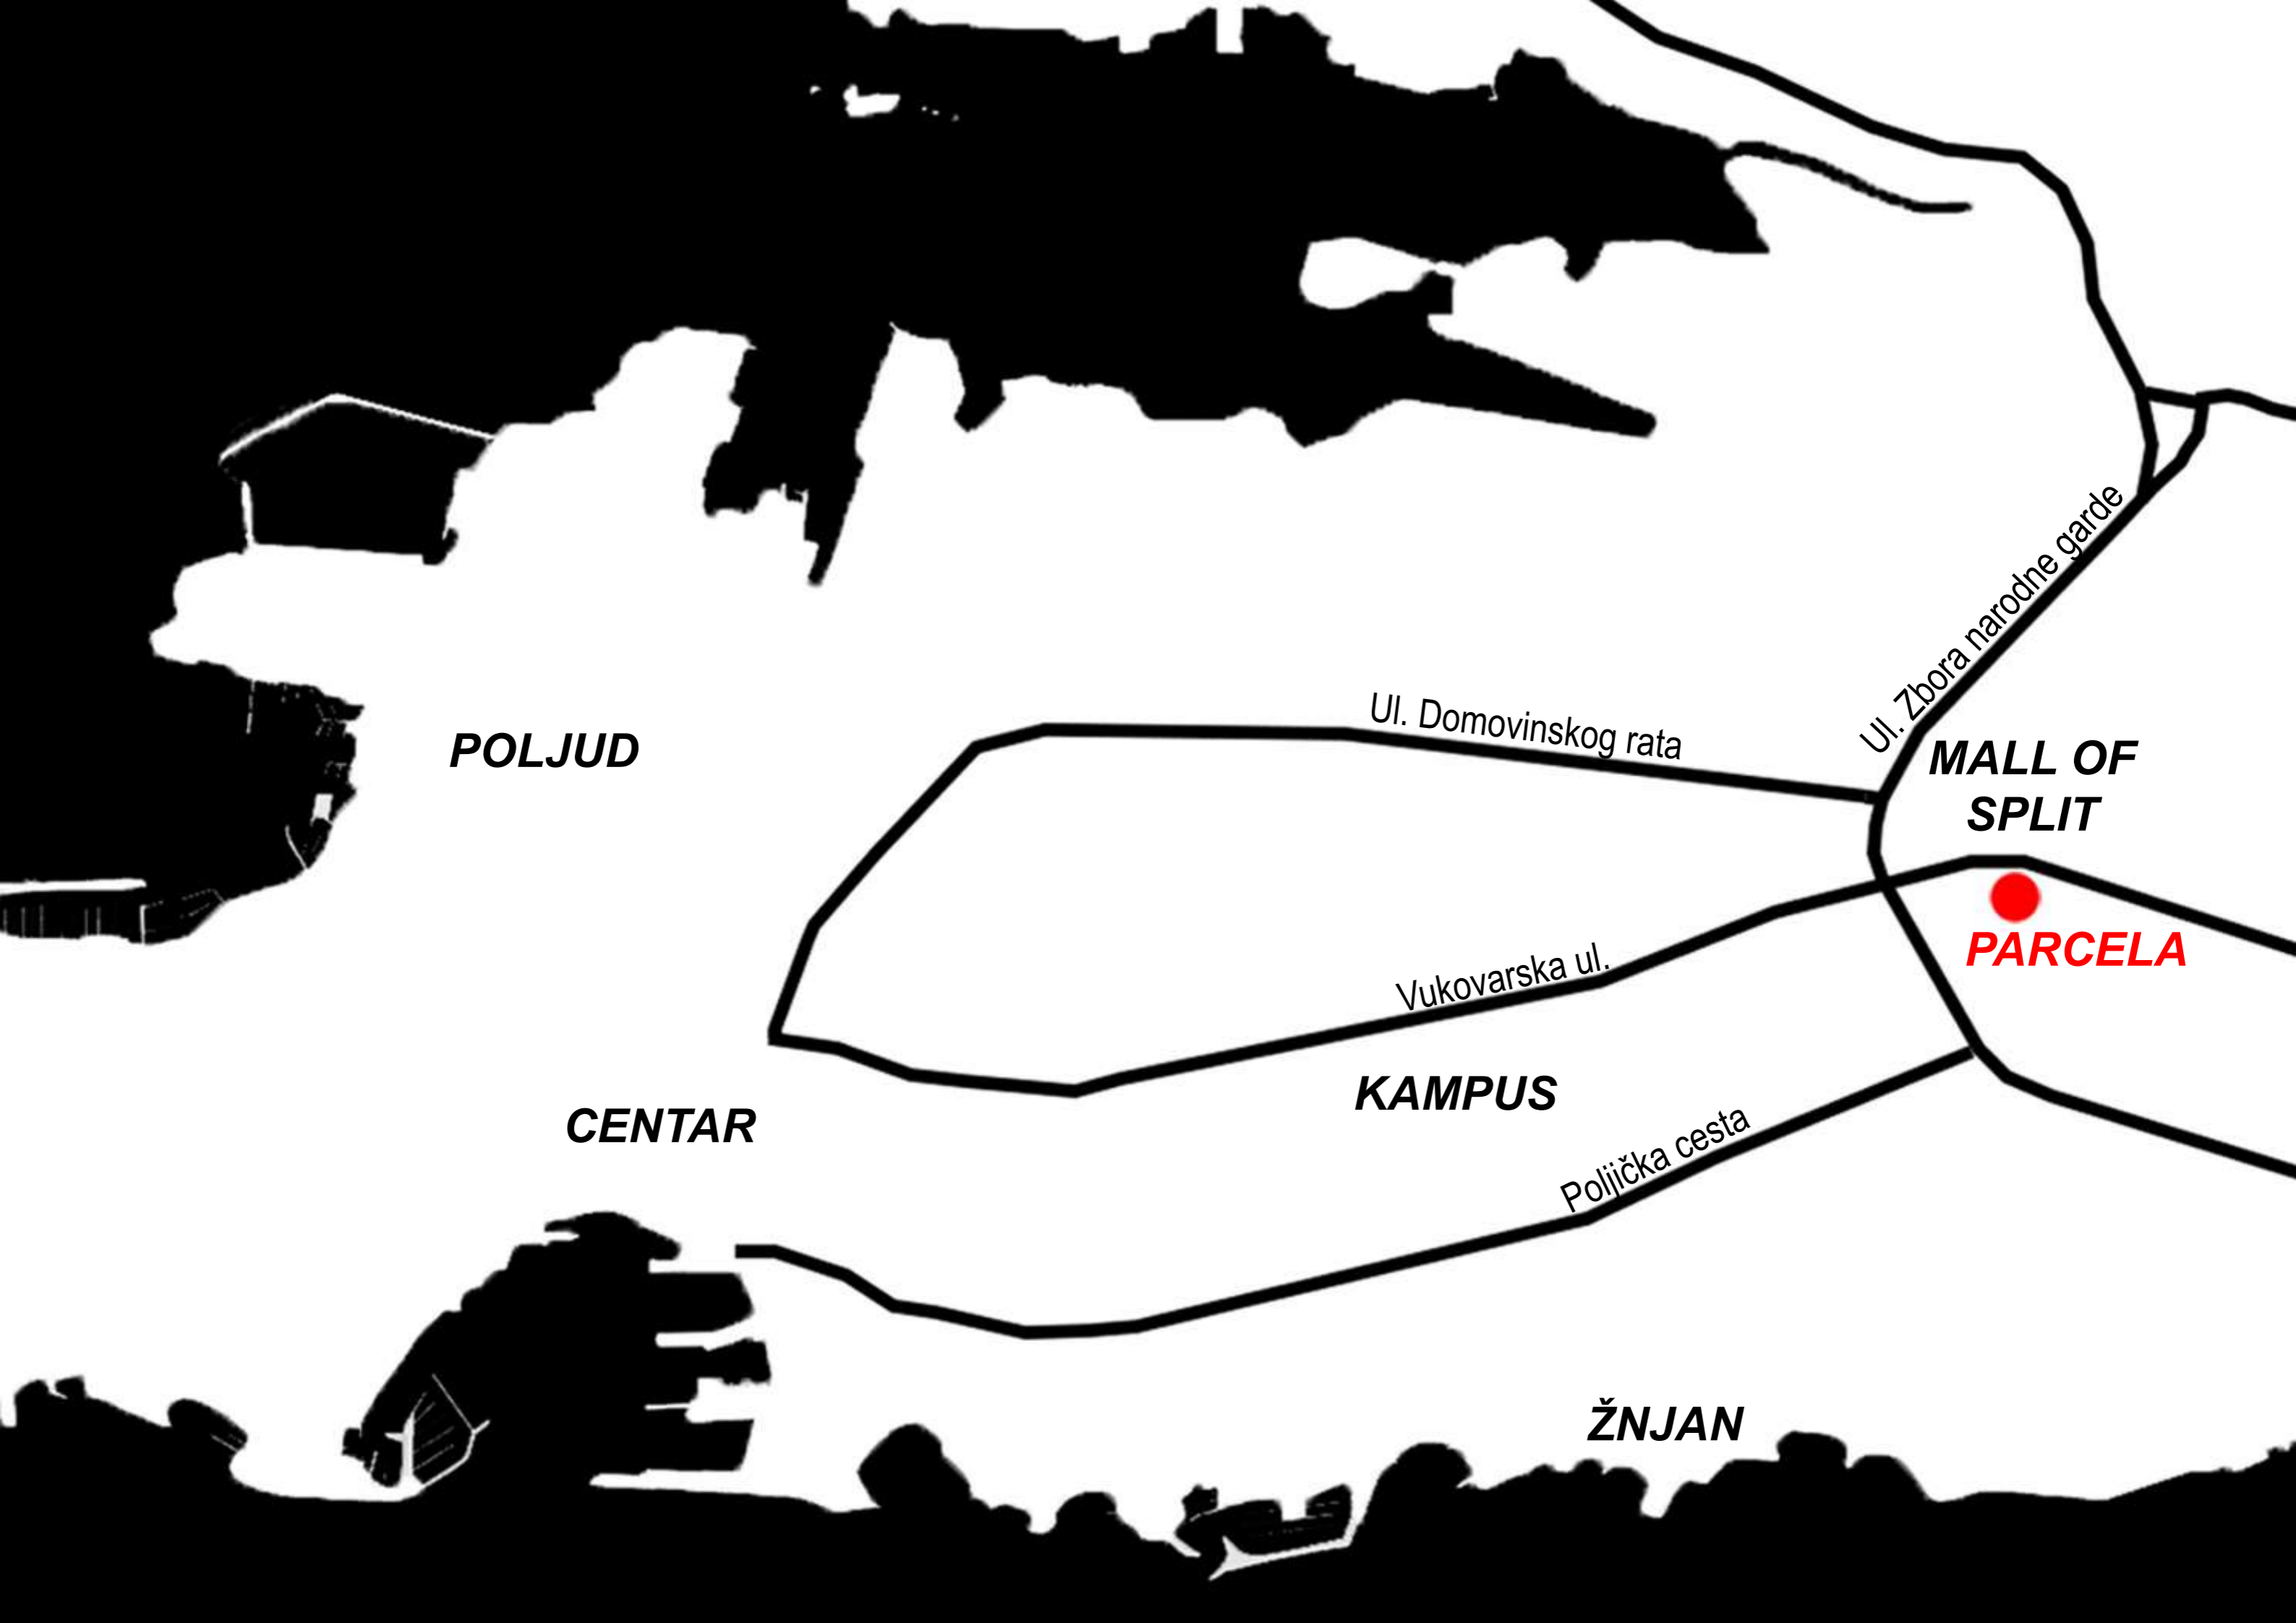 Ul. Zbora narodne garde
Ul. Domovinskog rata
POLJUD
MALL OF
SPLIT
PARCELA
Vukovarska ul.
KAMPUS
CENTAR
Poljička cesta
ŽNJAN